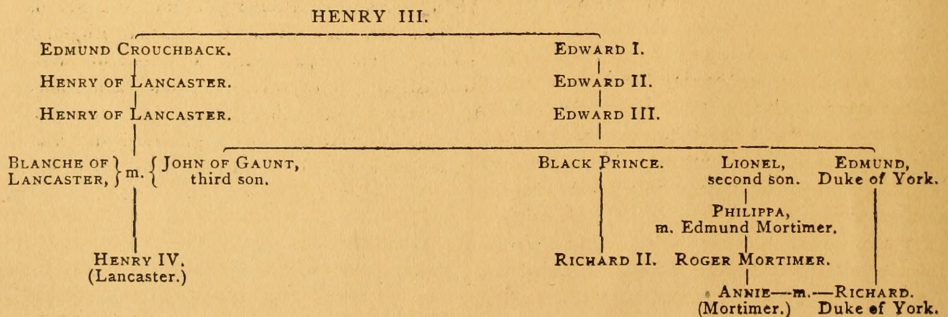 HENRY III.
EDMUND CROUCHBACK. EDWARD I.
HENRY OF LANCASTER. EDWARD II.
HENRY OF LANCASTER. EDWARD III.
BLANCHE OF } m. { JOHN OF GAUNT, BLACK PRINCE. LIONEL, EDMUND,
LANCASTER, third son. second son. Duke of York.
PHILIPPA,
m. Edmund Mortimer.
HENRY IV. RICHARD II. ROGER MORTIMER.
(Lancaster.)
ANNIE—m.—RICHARD.
(Mortimer.) Duke of York.